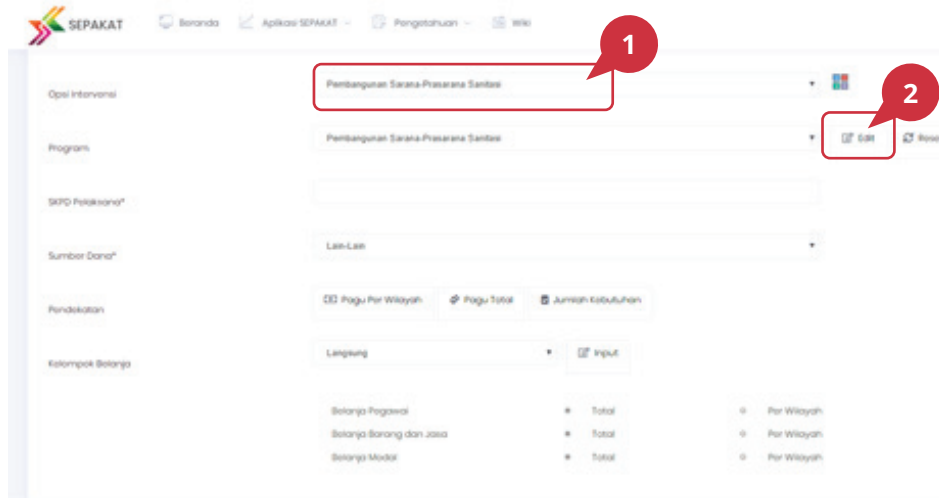 SEPAKAT Beranda Aplikasi SEPAKAT Pengetahuan Wiki
1
Opsi Intervensi Pembangunan Sarana-Prasarana Sanitasi
2
Program Pembangunan Sarana-Prasarana Sanitasi Edit Rese
SKPD Pelaksana*
Sumber Dana* Lain-Lain
Pendekatan Pagu Per Wilayah Pagu Total Jumlah Kebutuhan
Kelompok Belanja Langsung Input
Belanja Pegawai Total Per Wilayah
Belanja Barang dan Jasa Total Per Wilayah
Belanja Modal Total Per Wilayah